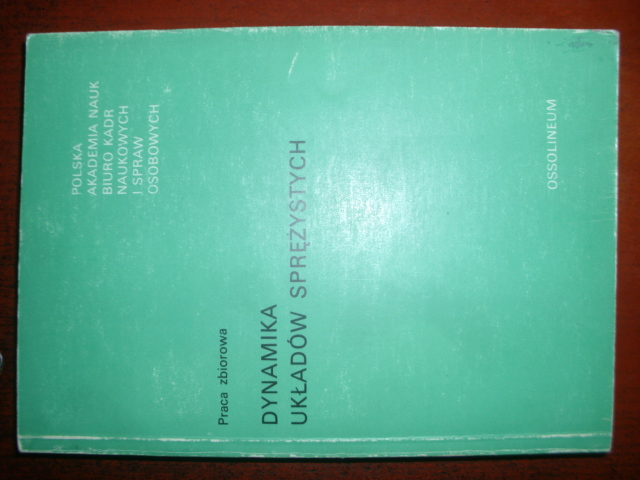 POLSKA
AKADEMIA NAUK
BIURO KADR
NAUKOWYCH
I SPRAW
OSOBOWYCH
Praca zbiorowa
DYNAMIKA
UKŁADÓW SPRĘŻYSTYCH
OSSOLINEUM